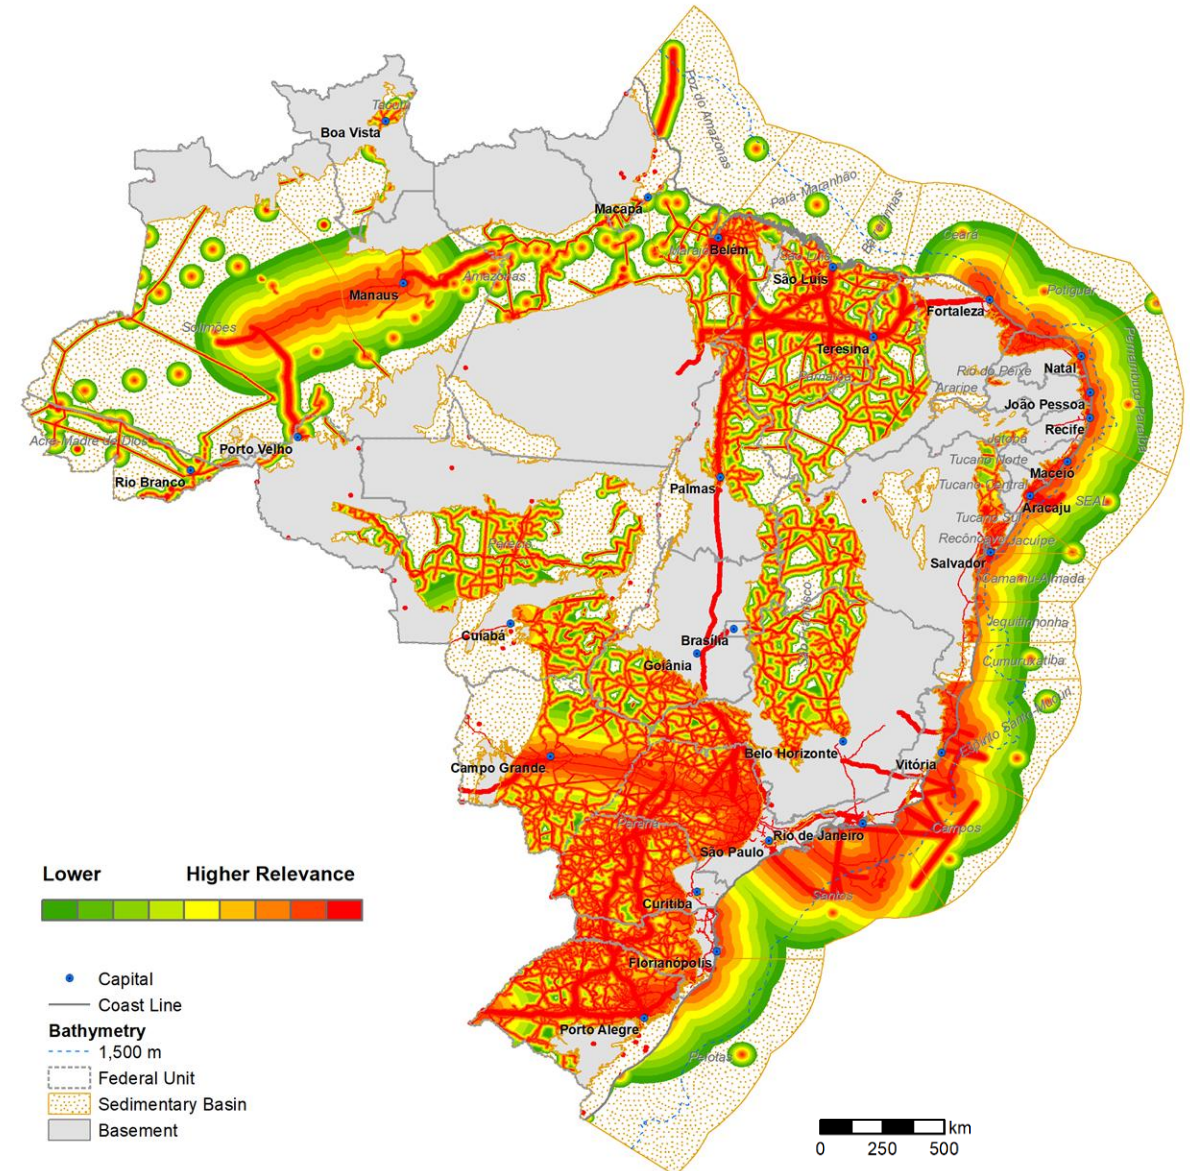 Foz do Amazonas
Tacutu
Boa Vista
Pará-Maranhão
Macapá
Barreirinhas
Ceará
Marajó
Belém
São Luís
São Luís
Amazonas
Manaus
Potiguar
Fortaleza
Solimões
Teresina
Pernambuco-Paraíba
Natal
Rio do Peixe
Parnaíba
Araripe
João Pessoa
Recife
Acre-Madre de Dios
Porto Velho
Jatobá
Tucano Norte
Maceió
Rio Branco
Palmas
Tucano Central
SEAL
Aracaju
Tucano Sul
Parecis
Recôncavo
Jacuípe
Salvador
Camamu-Almada
São Francisco
Jequitinhonha
Cuiabá
Brasília
Goiânia
Cumuruxatiba
Espírito Santo-Mucuri
Belo Horizonte
Vitória
Campo Grande
Paraná
Rio de Janeiro
Campos
São Paulo
Santos
Curitiba
Florianópolis
Porto Alegre
Pelotas
Lower Higher Relevance
Capital
Coast Line
Bathymetry
1,500 m
Federal Unit
Sedimentary Basin
Basement
km
0 250 500